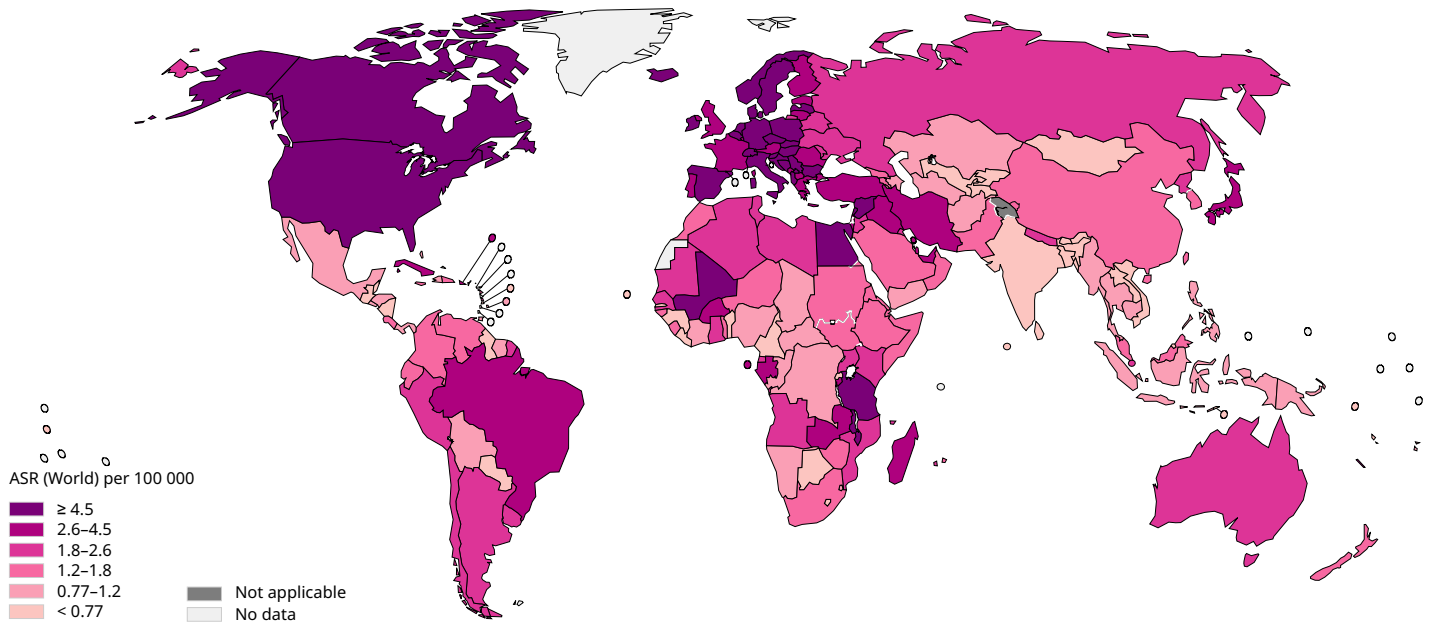 ASR (World) per 100 000
≥ 4.5
2.6–4.5
1.8–2.6
1.2–1.8
0.77–1.2
< 0.77
Not applicable
No data